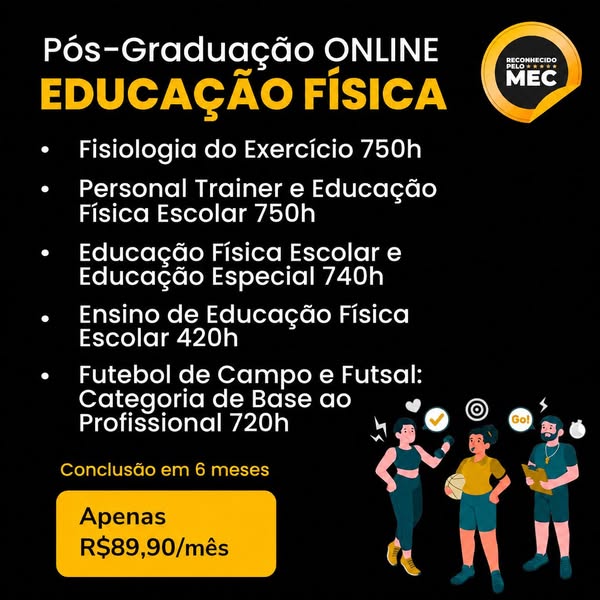 Pós-Graduação ONLINE
EDUCAÇÃO FÍSICA
RECONHECIDO
PELO ★★★★★
MEC
• Fisiologia do Exercício 750h
• Personal Trainer e Educação
Física Escolar 750h
• Educação Física Escolar e
Educação Especial 740h
• Ensino de Educação Física
Escolar 420h
• Futebol de Campo e Futsal:
Categoria de Base ao
Profissional 720h
Go!
Conclusão em 6 meses
Apenas
R$89,90/mês